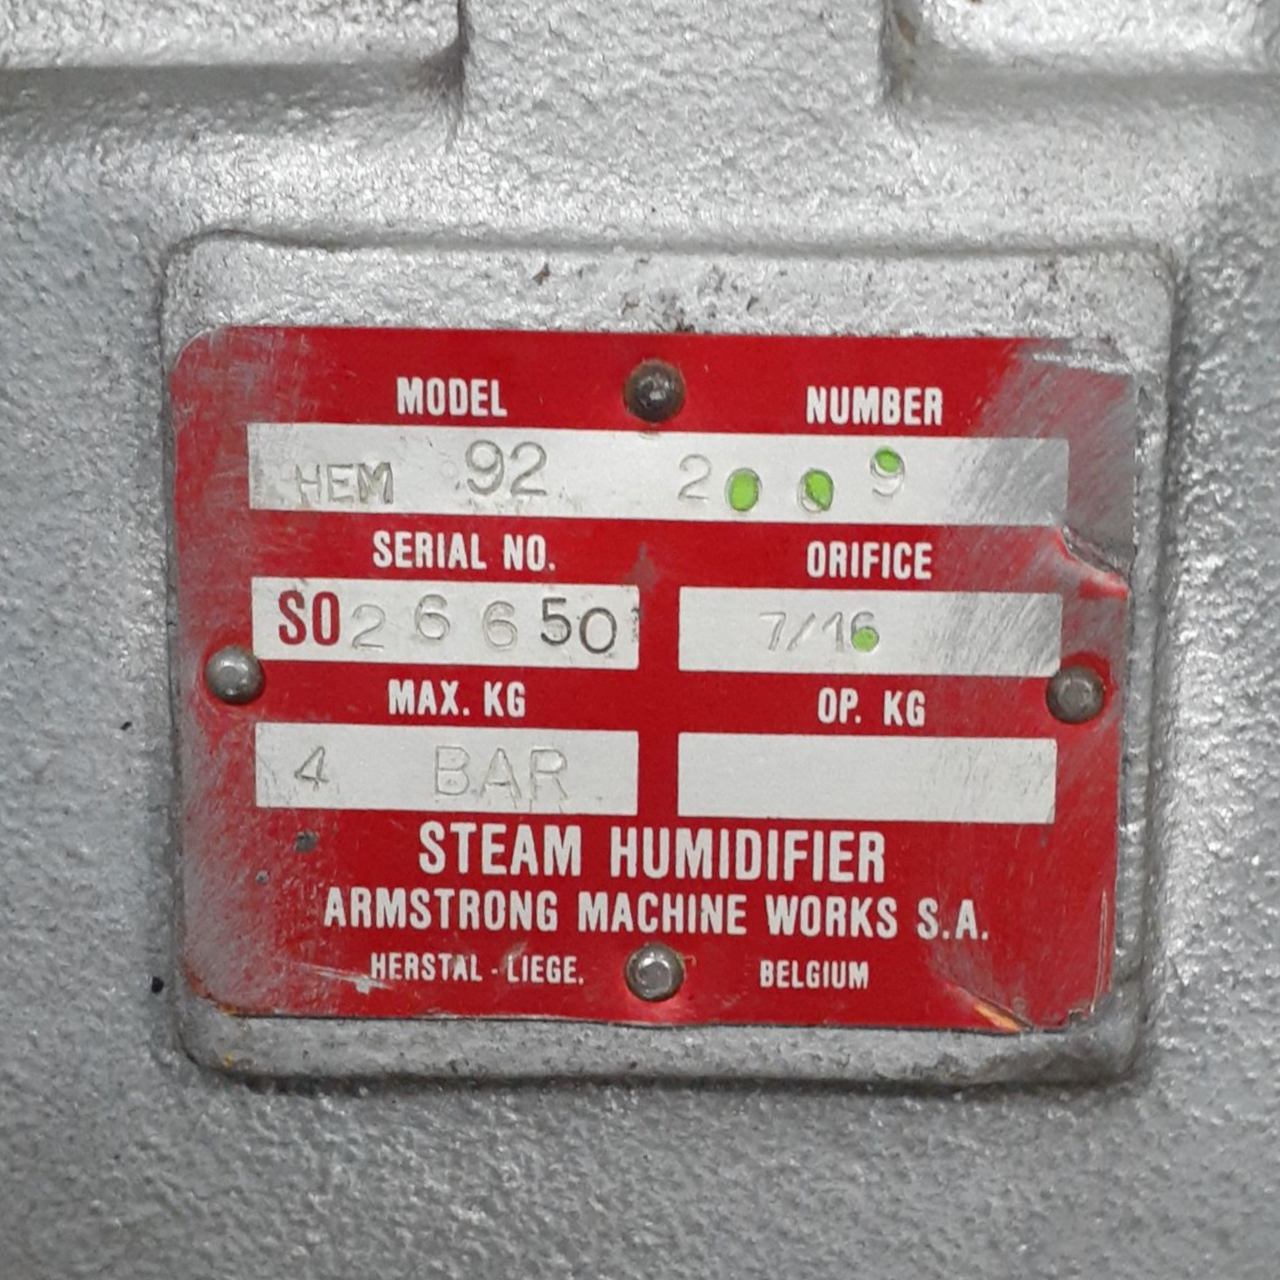 MODEL NUMBER
HEM 92 2009
SERIAL NO. ORIFICE
SO26650 7/16
MAX. KG OP. KG
4 BAR
STEAM HUMIDIFIER
ARMSTRONG MACHINE WORKS S.A.
HERSTAL - LIEGE. BELGIUM